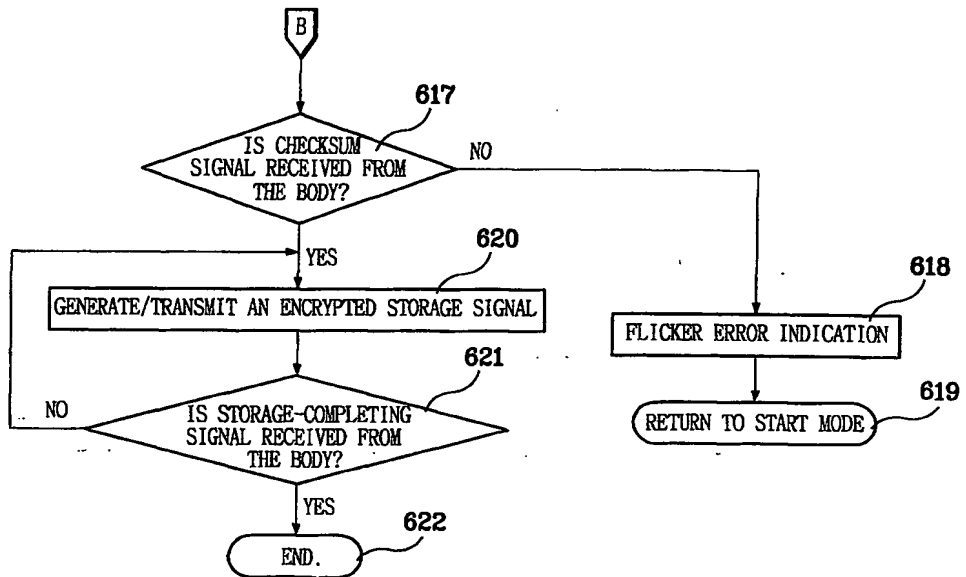 B
617
IS CHECKSUM
SIGNAL RECEIVED FROM
THE BODY?
NO
YES
620
GENERATE/TRANSMIT AN ENCRYPTED STORAGE SIGNAL
618
FLICKER ERROR INDICATION
621
IS STORAGE-COMPLETING
SIGNAL RECEIVED FROM
THE BODY?
NO
619
RETURN TO START MODE
YES
622
END.